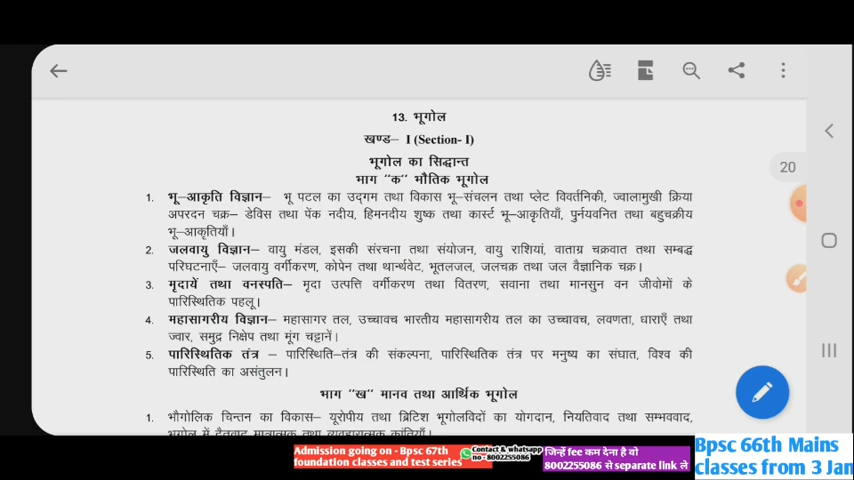 13. भूगोल
खण्ड– I (Section- I)
भूगोल का सिद्धान्त
भाग "क" भौतिक भूगोल
20
1. भू–आकृति विज्ञान– भू पटल का उद्गम तथा विकास भू–संचलन तथा प्लेट विवर्तनिकी, ज्वालामुखी क्रिया
अपरदन चक्र– डेविस तथा पेंक नदीय, हिमनदीय शुष्क तथा कार्स्ट भू–आकृतियाँ, पुर्नयवनित तथा बहुचक्रीय
भू–आकृतियाँ।
2. जलवायु विज्ञान– वायु मंडल, इसकी संरचना तथा संयोजन, वायु राशियां, वाताग्र चक्रवात तथा सम्बद्ध
परिघटनाएँ– जलवायु वर्गीकरण, कोपेन तथा थार्न्थवेट, भूतलजल, जलचक्र तथा जल वैज्ञानिक चक्र।
3. मृदायें तथा वनस्पति– मृदा उत्पत्ति वर्गीकरण तथा वितरण, सवाना तथा मानसुन वन जीवोमों के
पारिस्थितिक पहलू।
4. महासागरीय विज्ञान– महासागर तल, उच्चावच भारतीय महासागरीय तल का उच्चावच, लवणता, धाराएँ तथा
ज्वार, समुद्र निक्षेप तथा मूंग चट्टानें।
5. पारिस्थितिक तंत्र – पारिस्थिति–तंत्र की संकल्पना, पारिस्थितिक तंत्र पर मनुष्य का संघात, विश्व की
पारिस्थिति का असंतुलन।
भाग "ख" मानव तथा आर्थिक भूगोल
1. भौगोलिक चिन्तन का विकास– यूरोपीय तथा ब्रिटिश भूगोलविदों का योगदान, नियतिवाद तथा सम्भववाद,
भूगोल में द्वैतवाद मात्रात्मक तथा व्यवहारात्मक क्रांतियाँ।
Admission going on - Bpsc 67th
foundation classes and test series
Contact & whatsapp
no - 8002255086
जिन्हें fee कम देना है वो
8002255086 से separate link ले
Bpsc 66th Mains
classes from 3 Jan